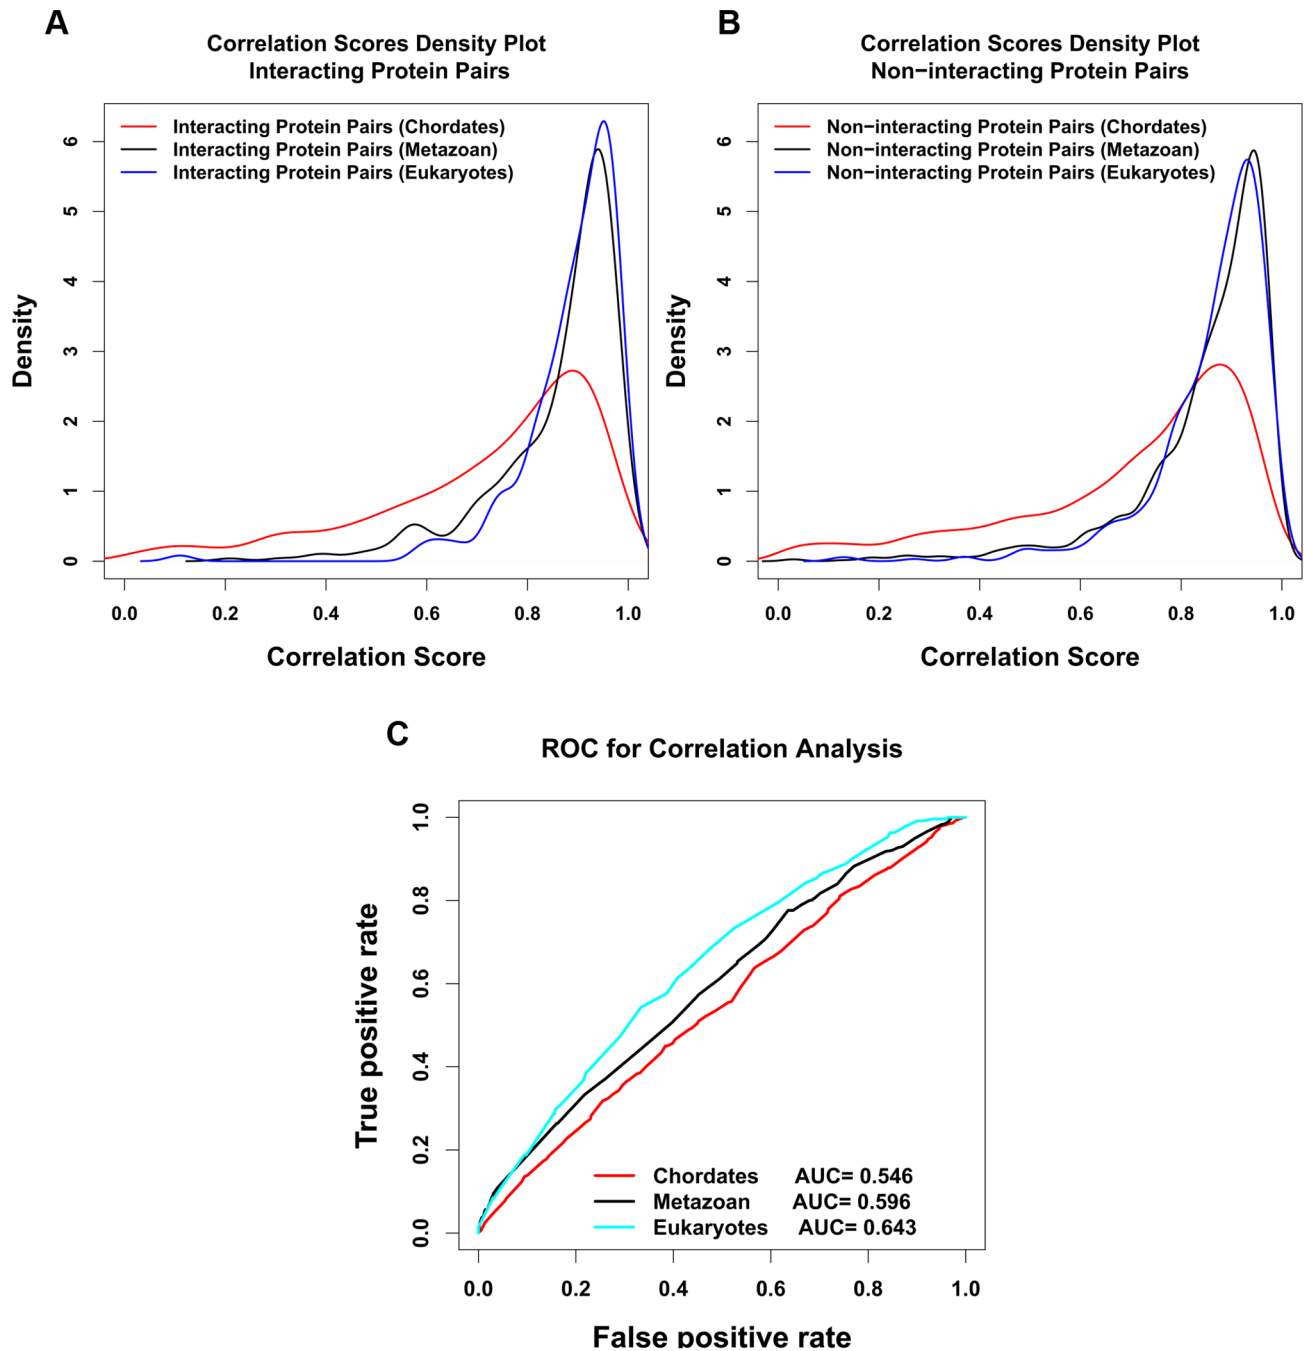 A
Correlation Scores Density Plot
Interacting Protein Pairs
Interacting Protein Pairs (Chordates)
Interacting Protein Pairs (Metazoan)
Interacting Protein Pairs (Eukaryotes)
Density
0 1 2 3 4 5 6
0.0 0.2 0.4 0.6 0.8 1.0
Correlation Score
B
Correlation Scores Density Plot
Non−interacting Protein Pairs
Non−interacting Protein Pairs (Chordates)
Non−interacting Protein Pairs (Metazoan)
Non−interacting Protein Pairs (Eukaryotes)
Density
0 1 2 3 4 5 6
0.0 0.2 0.4 0.6 0.8 1.0
Correlation Score
C
ROC for Correlation Analysis
True positive rate
0.0 0.2 0.4 0.6 0.8 1.0
Chordates AUC= 0.546
Metazoan AUC= 0.596
Eukaryotes AUC= 0.643
0.0 0.2 0.4 0.6 0.8 1.0
False positive rate